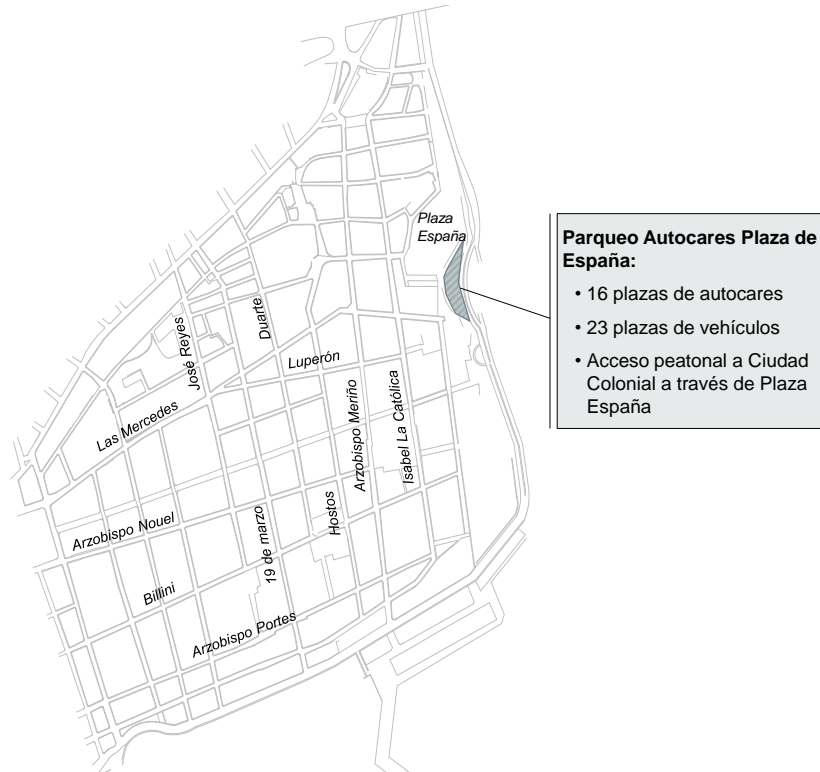 Plaza
España
Parqueo Autocares Plaza de
España:
• 16 plazas de autocares
• 23 plazas de vehículos
• Acceso peatonal a Ciudad
Colonial a través de Plaza
España
José Reyes
Duarte
Luperón
Las Mercedes
Arzobispo Meriño
Isabel La Católica
Arzobispo Nouel
19 de marzo
Hostos
Billini
Arzobispo Portes